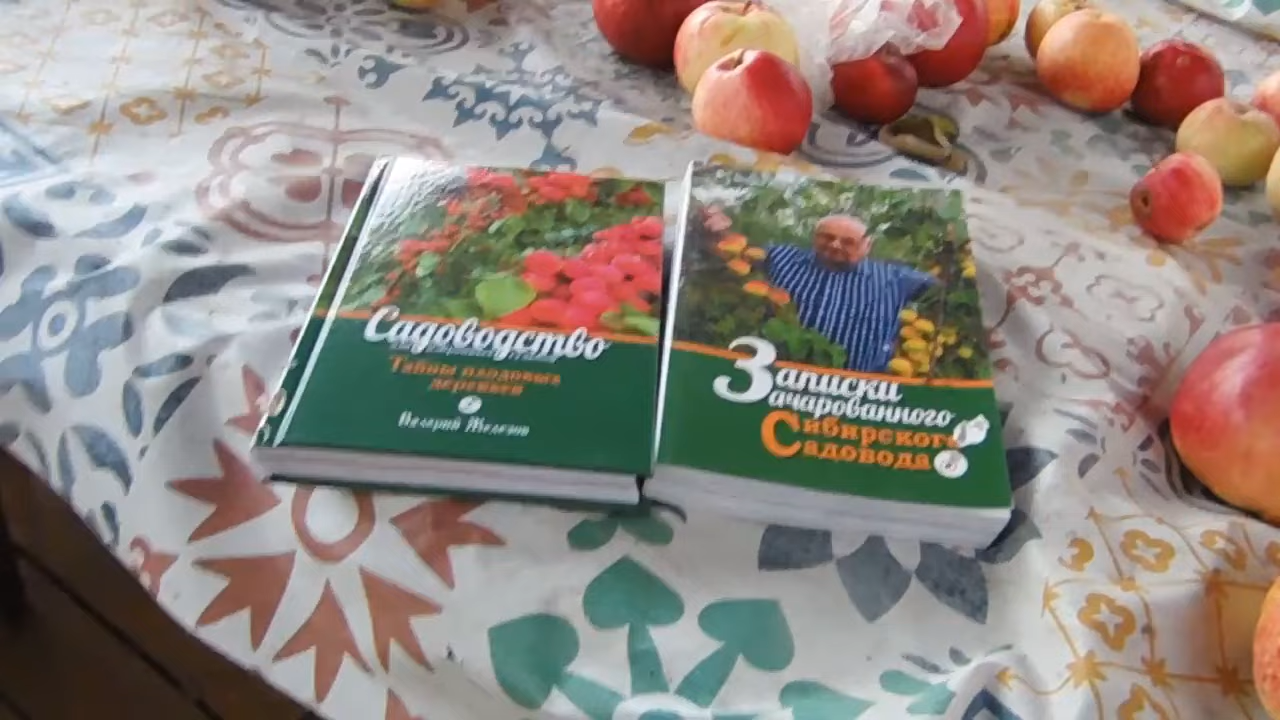 Садоводство
Тайны плодовых
деревьев
Валерий Железов
Записки
Зачарованного
Сибирского
Садовода